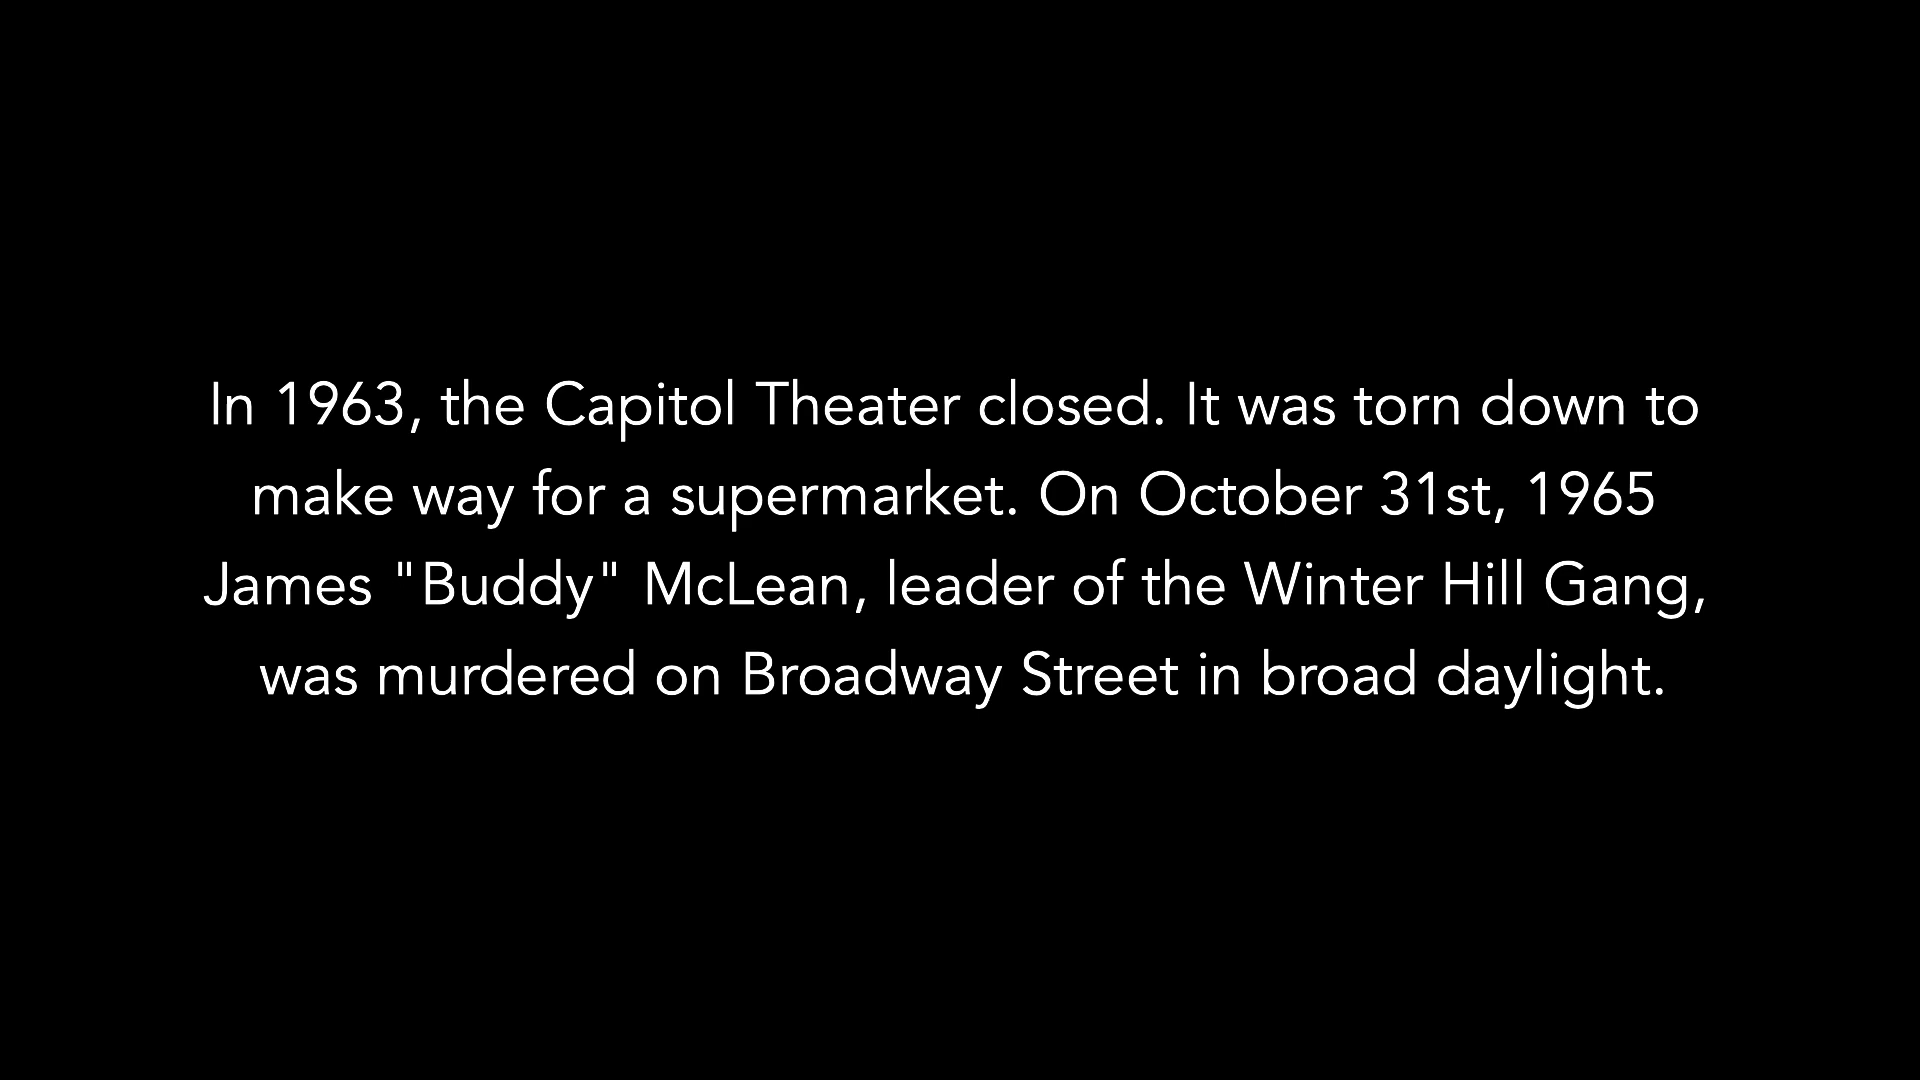 In 1963, the Capitol Theater closed. It was torn down to
make way for a supermarket. On October 31st, 1965
James "Buddy" McLean, leader of the Winter Hill Gang,
was murdered on Broadway Street in broad daylight.